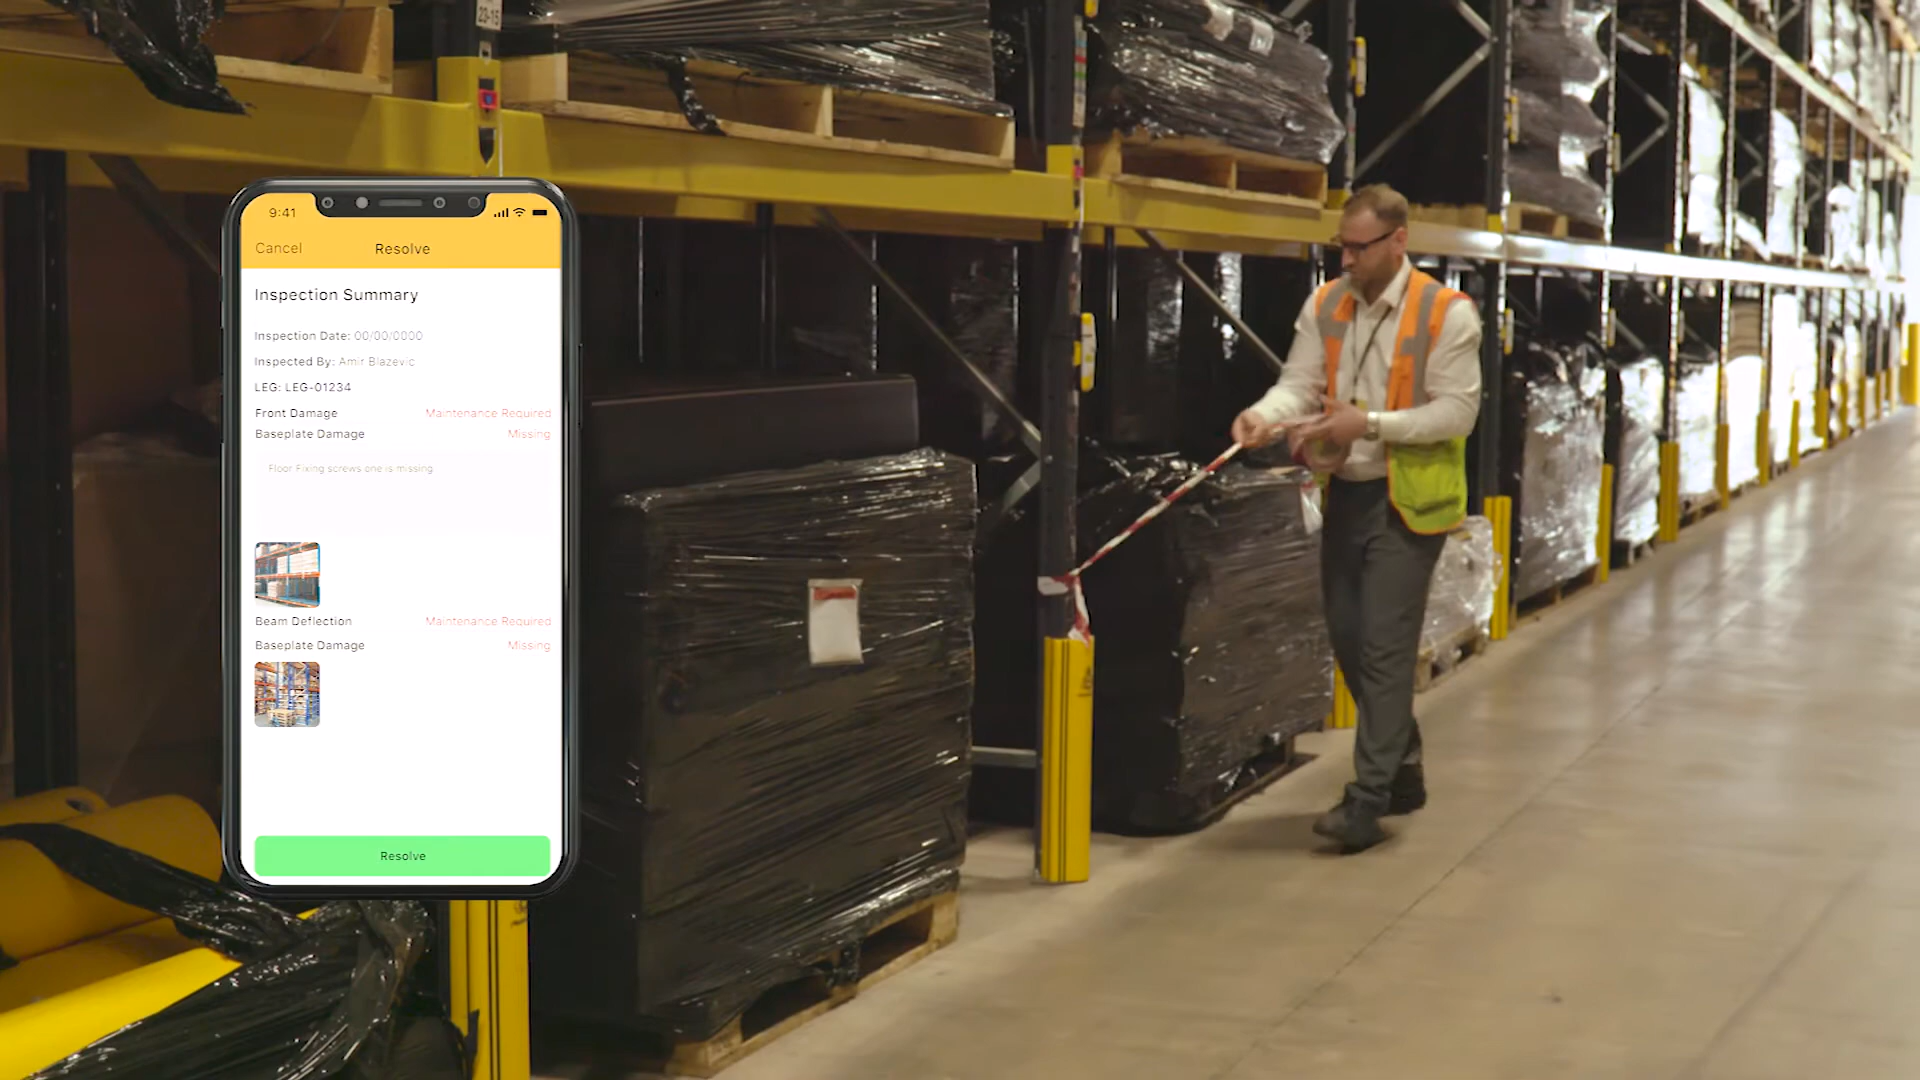 23-15
9:41
Cancel
Resolve
Inspection Summary
Inspection Date: 00/00/0000
Inspected By: Amir Blazevic
LEG: LEG-01234
Front Damage
Maintenance Required
Baseplate Damage
Missing
Floor Fixing screws one is missing
Beam Deflection
Maintenance Required
Baseplate Damage
Missing
Resolve